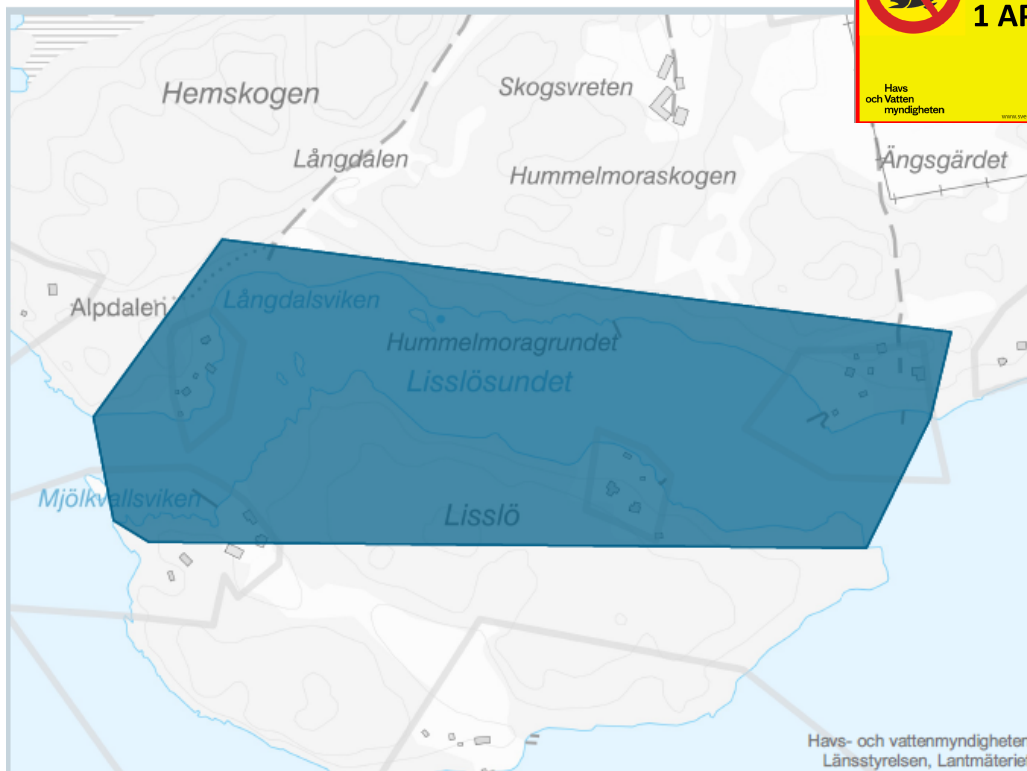 1
Havs
och Vatten
myndigheten
Hemskogen
Skogsvreten
Långdalen
Ängsgärdet
Hummelmoraskogen
Alpdalen
Långdalsviken
Hummelmoragrundet
Lisslösundet
Mjölkvallsviken
Lisslö
Havs- och vattenmyndigheten
Länsstyrelsen, Lantmäteriet